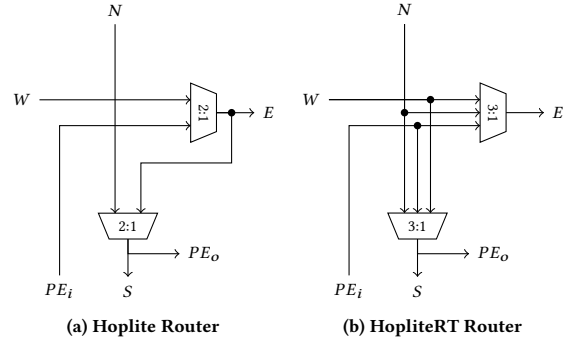 N
W
2:1
E
2:1
PEo
PEi
S
(a) Hoplite Router
N
W
3:1
E
3:1
PEo
PEi
S
(b) HopliteRT Router